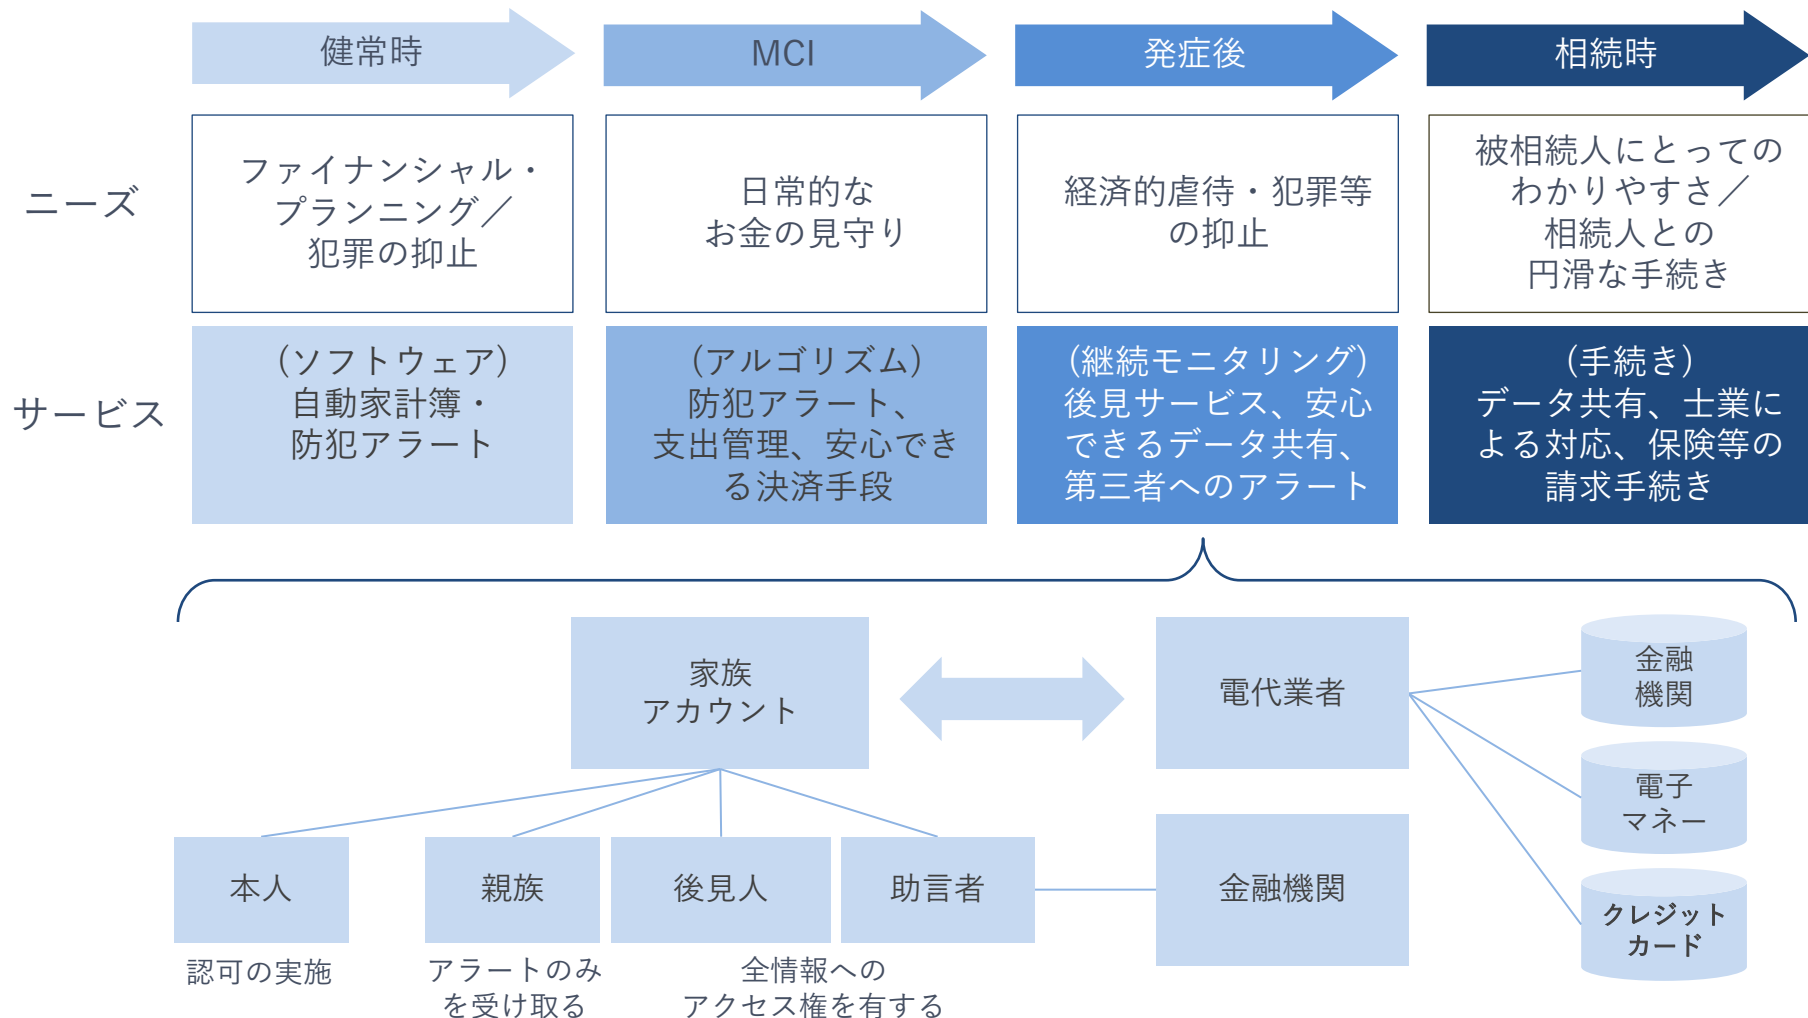 健常時
MCI
発症後
相続時
ニーズ
ファイナンシャル・
プランニング／
犯罪の抑止
日常的な
お金の見守り
経済的虐待・犯罪等
の抑止
被相続人にとっての
わかりやすさ／
相続人との
円滑な手続き
サービス
（ソフトウェア）
自動家計簿・
防犯アラート
（アルゴリズム）
防犯アラート、
支出管理、安心でき
る決済手段
（継続モニタリング）
後見サービス、安心
できるデータ共有、
第三者へのアラート
（手続き）
データ共有、士業に
よる対応、保険等の
請求手続き
家族
アカウント
電代業者
金融
機関
電子
マネー
クレジット
カード
本人
親族
後見人
助言者
金融機関
認可の実施
アラートのみ
を受け取る
全情報への
アクセス権を有する